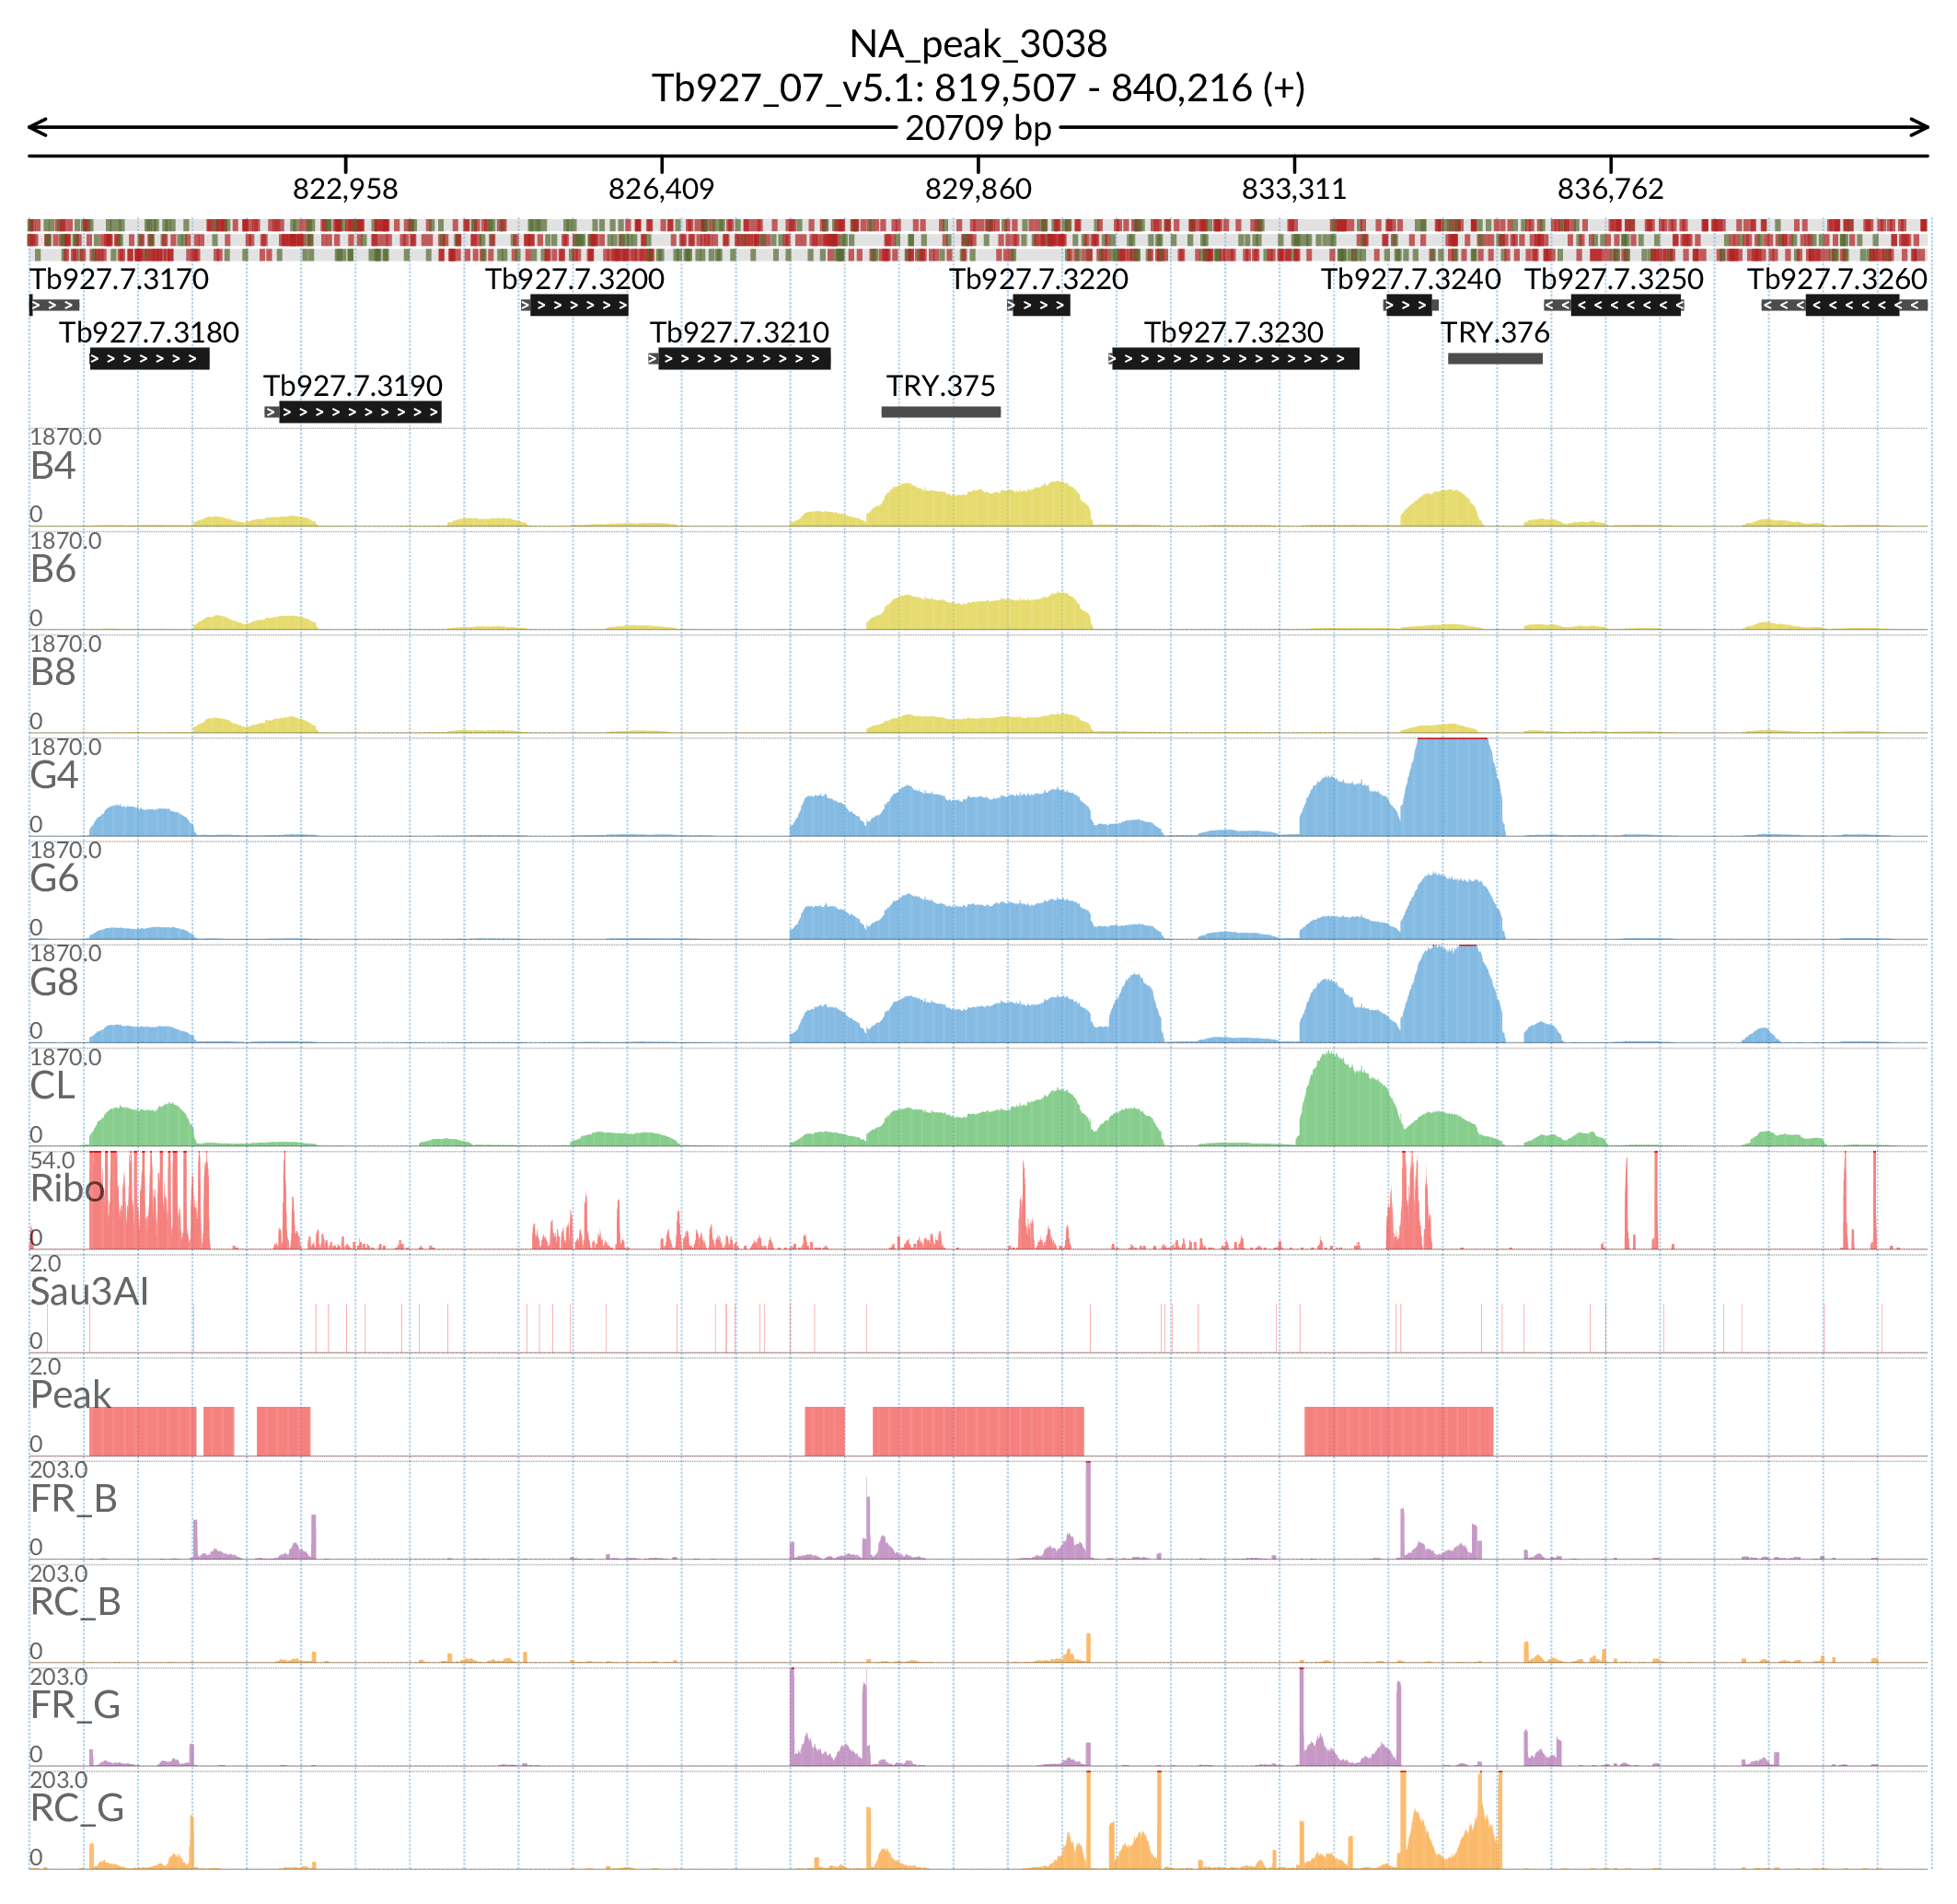 NA_peak_3038
Tb927_07_v5.1: 819,507 - 840,216 (+)
20709 bp
822,958 826,409 829,860 833,311 836,762
Tb927.7.3170 Tb927.7.3200 Tb927.7.3220 Tb927.7.3240 Tb927.7.3250 Tb927.7.3260
Tb927.7.3180 Tb927.7.3210 Tb927.7.3230 TRY.376
Tb927.7.3190 TRY.375
1870.0
B4
0
1870.0
B6
0
1870.0
B8
0
1870.0
G4
0
1870.0
G6
0
1870.0
G8
0
1870.0
CL
0
54.0
Ribo
0
2.0
Sau3AI
0
2.0
Peak
0
203.0
FR_B
0
203.0
RC_B
0
203.0
FR_G
0
203.0
RC_G
0